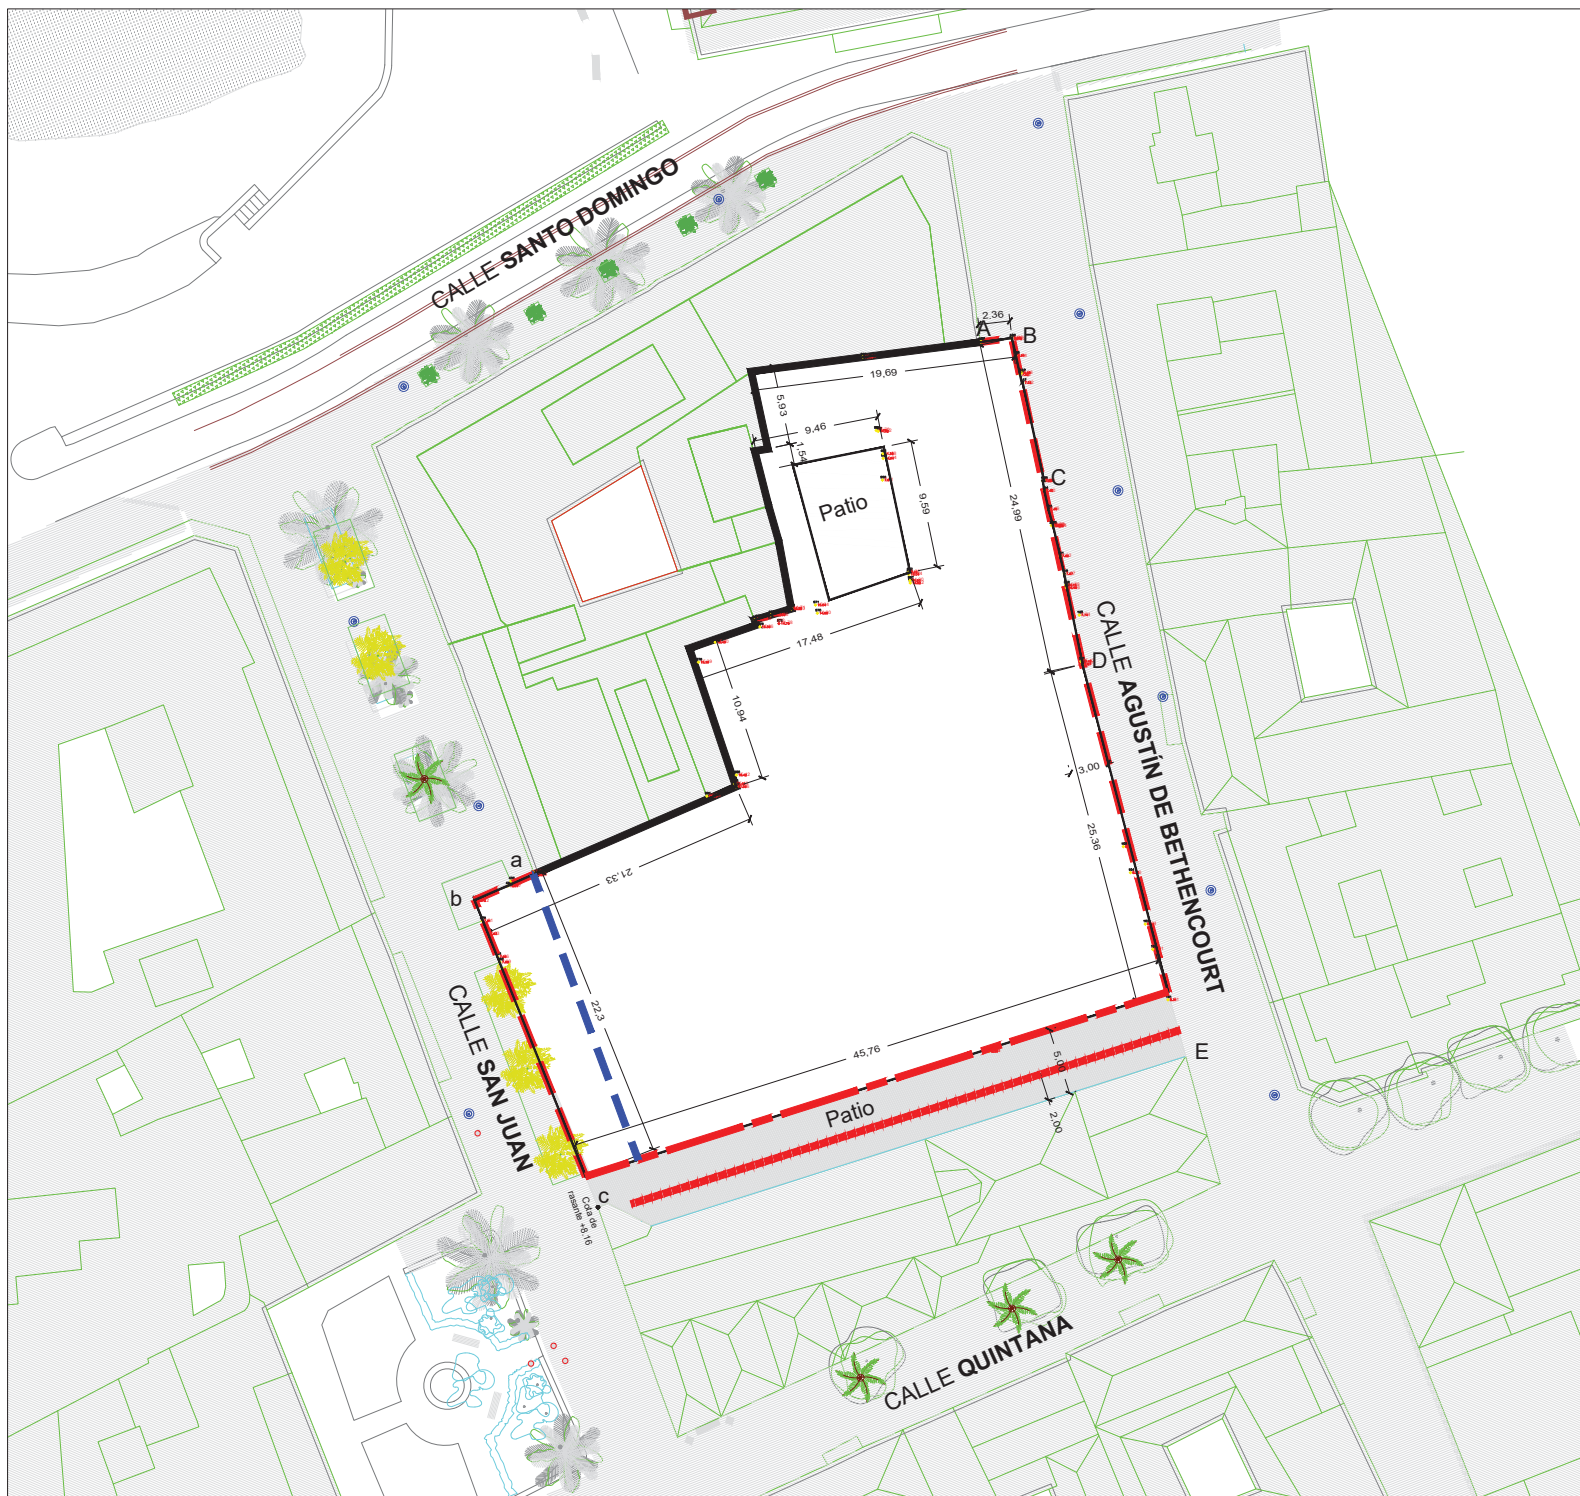 CALLE SANTO DOMINGO
2.36
A
B
19,69
5,93
9,46
1,54
C
Patio
9,59
24,99
17,48
CALLE AGUSTÍN DE BETHENCOURT
D
10,94
3,00
25,36
a
21,33
b
22,3
CALLE SAN JUAN
45,76
5,00
E
Patio
2,00
c
Cota de
rasante +8.16
CALLE QUINTANA